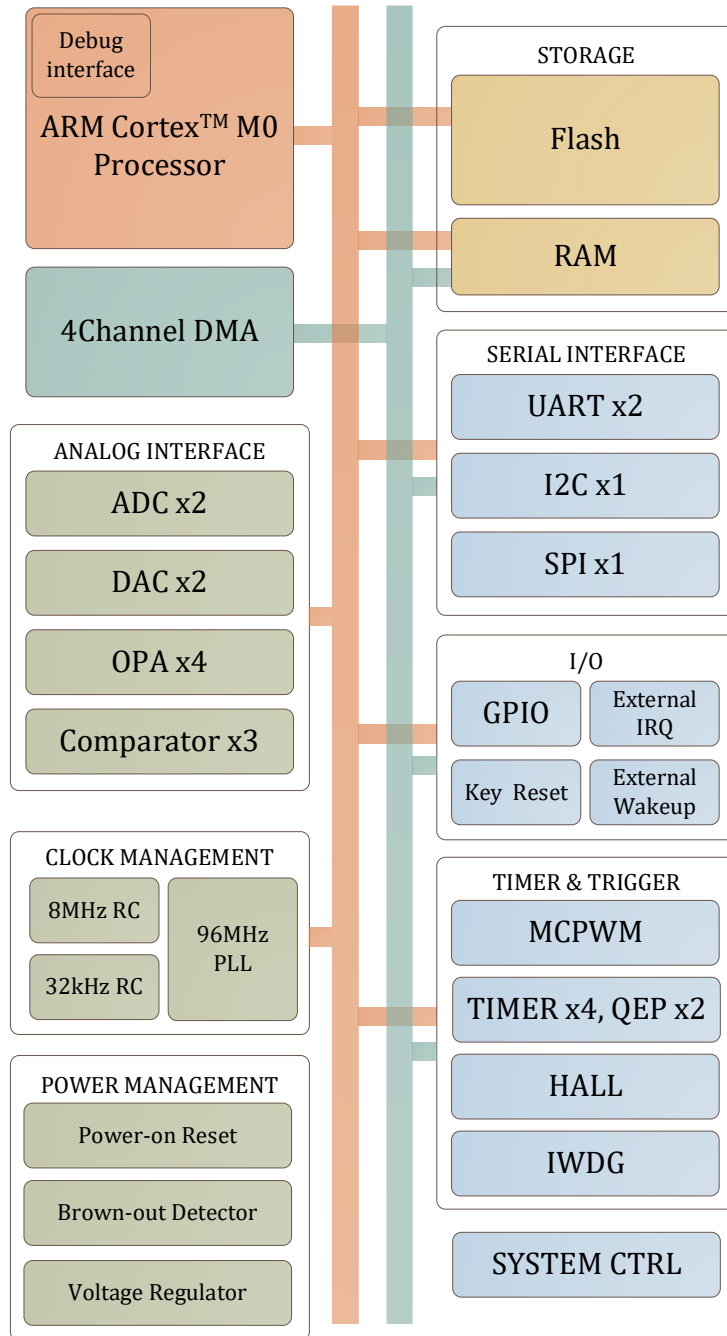 Debug
interface
ARM Cortex™ M0
Processor
4Channel DMA
ANALOG INTERFACE
ADC x2
DAC x2
OPA x4
Comparator x3
CLOCK MANAGEMENT
8MHz RC
32kHz RC
96MHz
PLL
POWER MANAGEMENT
Power-on Reset
Brown-out Detector
Voltage Regulator
STORAGE
Flash
RAM
SERIAL INTERFACE
UART x2
I2C x1
SPI x1
I/O
GPIO
External
IRQ
Key Reset
External
Wakeup
TIMER & TRIGGER
MCPWM
TIMER x4, QEP x2
HALL
IWDG
SYSTEM CTRL